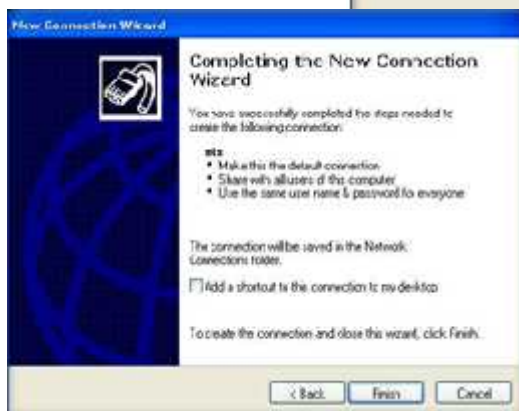 New Connection Wizard
Completing the New Connection
Wizard
You have successfully completed the steps needed to
create the following connection:
• Make this the default connection
• Share with all users of this computer
• Use the same user name & password for everyone
The connection will be saved in the Network
Connections folder.
Add a shortcut to this connection to my desktop
To create the connection and close this wizard, click Finish.
< Back
Finish
Cancel